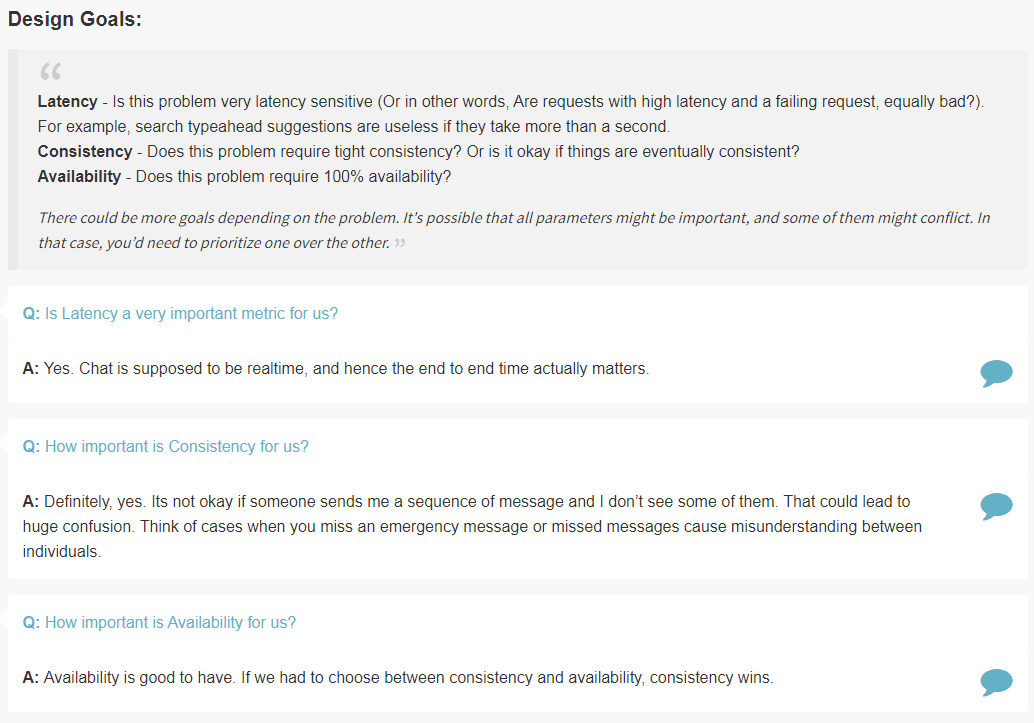 Design Goals:
“
Latency - Is this problem very latency sensitive (Or in other words, Are requests with high latency and a failing request, equally bad?).
For example, search typeahead suggestions are useless if they take more than a second.
Consistency - Does this problem require tight consistency? Or is it okay if things are eventually consistent?
Availability - Does this problem require 100% availability?
There could be more goals depending on the problem. It's possible that all parameters might be important, and some of them might conflict. In
that case, you’d need to prioritize one over the other. ”
Q: Is Latency a very important metric for us?
A: Yes. Chat is supposed to be realtime, and hence the end to end time actually matters.
Q: How important is Consistency for us?
A: Definitely, yes. Its not okay if someone sends me a sequence of message and I don’t see some of them. That could lead to
huge confusion. Think of cases when you miss an emergency message or missed messages cause misunderstanding between
individuals.
Q: How important is Availability for us?
A: Availability is good to have. If we had to choose between consistency and availability, consistency wins.